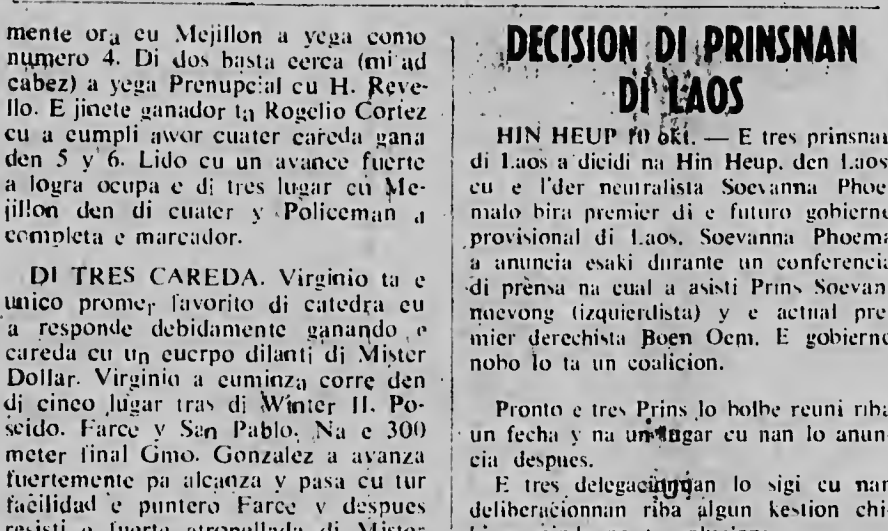 mente ora cu Mejillon a yega como
numero 4. Di dos basta cerca (mi ad
cabez) a yega Prenupcial cu H. Reve-
llo. E jinete ganador ta Rogelio Cortez
cu a cumpli awor cuater careda gana
den 5 y 6. Lido cu un avance fuerte
a logra ocupa e di tres lugar cu Me-
jillon den di cuater y Policeman a
completa e marcador.
DI TRES CAREDA. Virginio ta e
unico promer favorito di catedra cu
a responde debidamente ganando e
careda cu un cuerpo dilanti di Mister
Dollar. Virginio a cuminza corre den
di cinco lugar tras di Winter II. Po-
seido. Farce y San Pablo. Na e 300
meter final Gmo. Gonzalez a avanza
fuertemente pa alcanza y pasa cu tur
facilidad e puntero Farce y despues
resisti e fuerte atropellada di Mister
DECISION DI PRINSNAN
DI LAOS
HIN HEUP 10 okt. — E tres prinsnan
di Laos a dicidi na Hin Heup, den Laos
cu e l'der neutralista Soevanna Phoe
malo bira premier di e futuro gobierno
provisional di Laos. Soevanna Phoema
a anuncia esaki durante un conferencia
di prensa na cual a asisti Prins Soevan
noevong (izquierdista) y e actual pre
mier derechista Boen Oem. E gobierno
nobo lo ta un coalicion.
Pronto e tres Prins lo bolbe reuni riba
un fecha y na un lugar cu nan lo anun
cia despues.
E tres delegacionnan lo sigi cu nan
deliberacionnan riba algun kestion chi